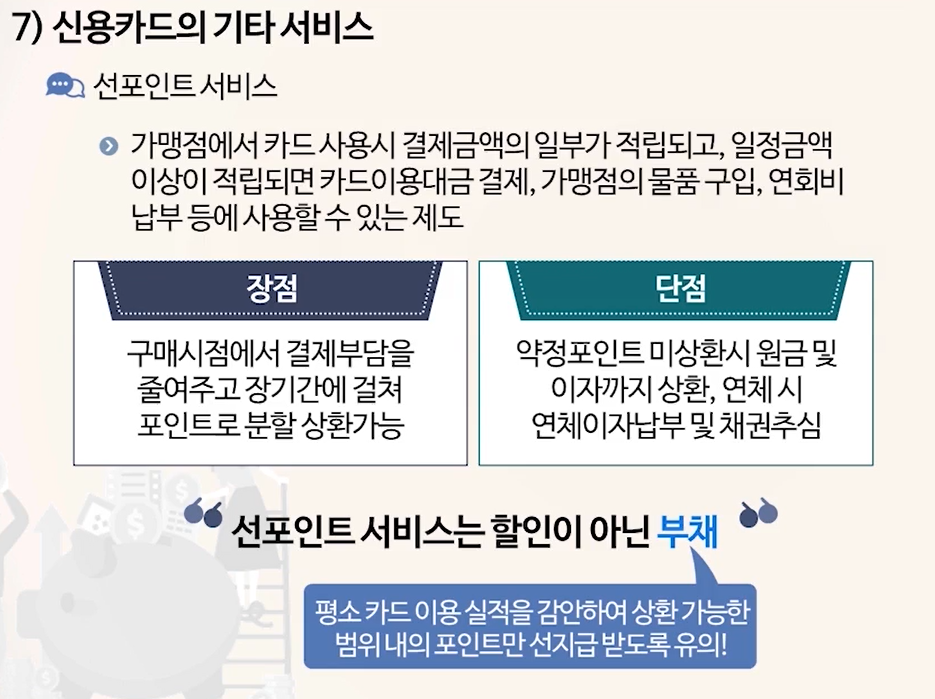 7) 신용카드의 기타 서비스
선포인트 서비스
가맹점에서 카드 사용시 결제금액의 일부가 적립되고, 일정금액
이상이 적립되면 카드이용대금 결제, 가맹점의 물품 구입, 연회비
납부 등에 사용할 수 있는 제도
장점
구매시점에서 결제부담을
줄여주고 장기간에 걸쳐
포인트로 분할 상환가능
단점
약정포인트 미상환시 원금 및
이자까지 상환, 연체 시
연체이자납부 및 채권추심
“ 선포인트 서비스는 할인이 아닌 부채 ”
평소 카드 이용 실적을 감안하여 상환 가능한
범위 내의 포인트만 선지급 받도록 유의!